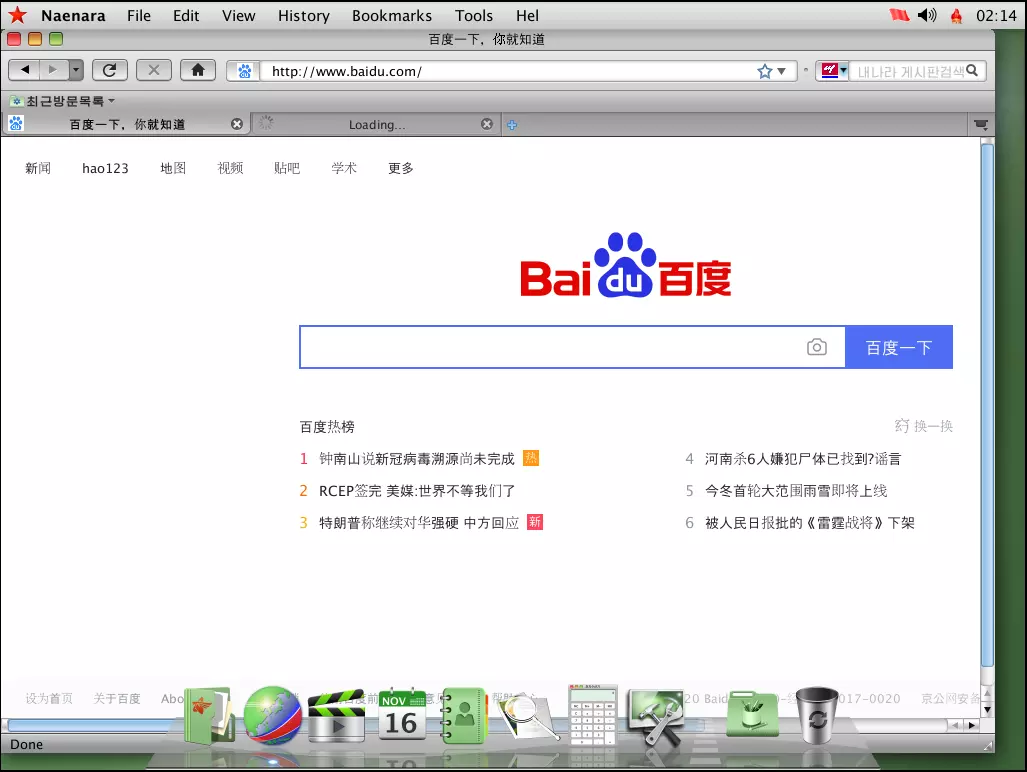 Naenara File Edit View History Bookmarks Tools Hel 02:14
百度一下，你就知道
http://www.baidu.com/ 내나라 게시판검색
최근방문목록
百度一下，你就知道 Loading...
新闻 hao123 地图 视频 贴吧 学术 更多
Bai du 百度
百度一下
百度热榜 换一换
1 钟南山说新冠病毒溯源尚未完成 热 4 河南杀6人嫌犯尸体已找到?谣言
2 RCEP签完 美媒:世界不等我们了 5 今冬首轮大范围雨雪即将上线
3 特朗普称继续对华强硬 中方回应 新 6 被人民日报批的《雷霆战将》下架
设为首页 关于百度 Abo 20 Baid 017-0020 京公网安备
NOV
16
Done